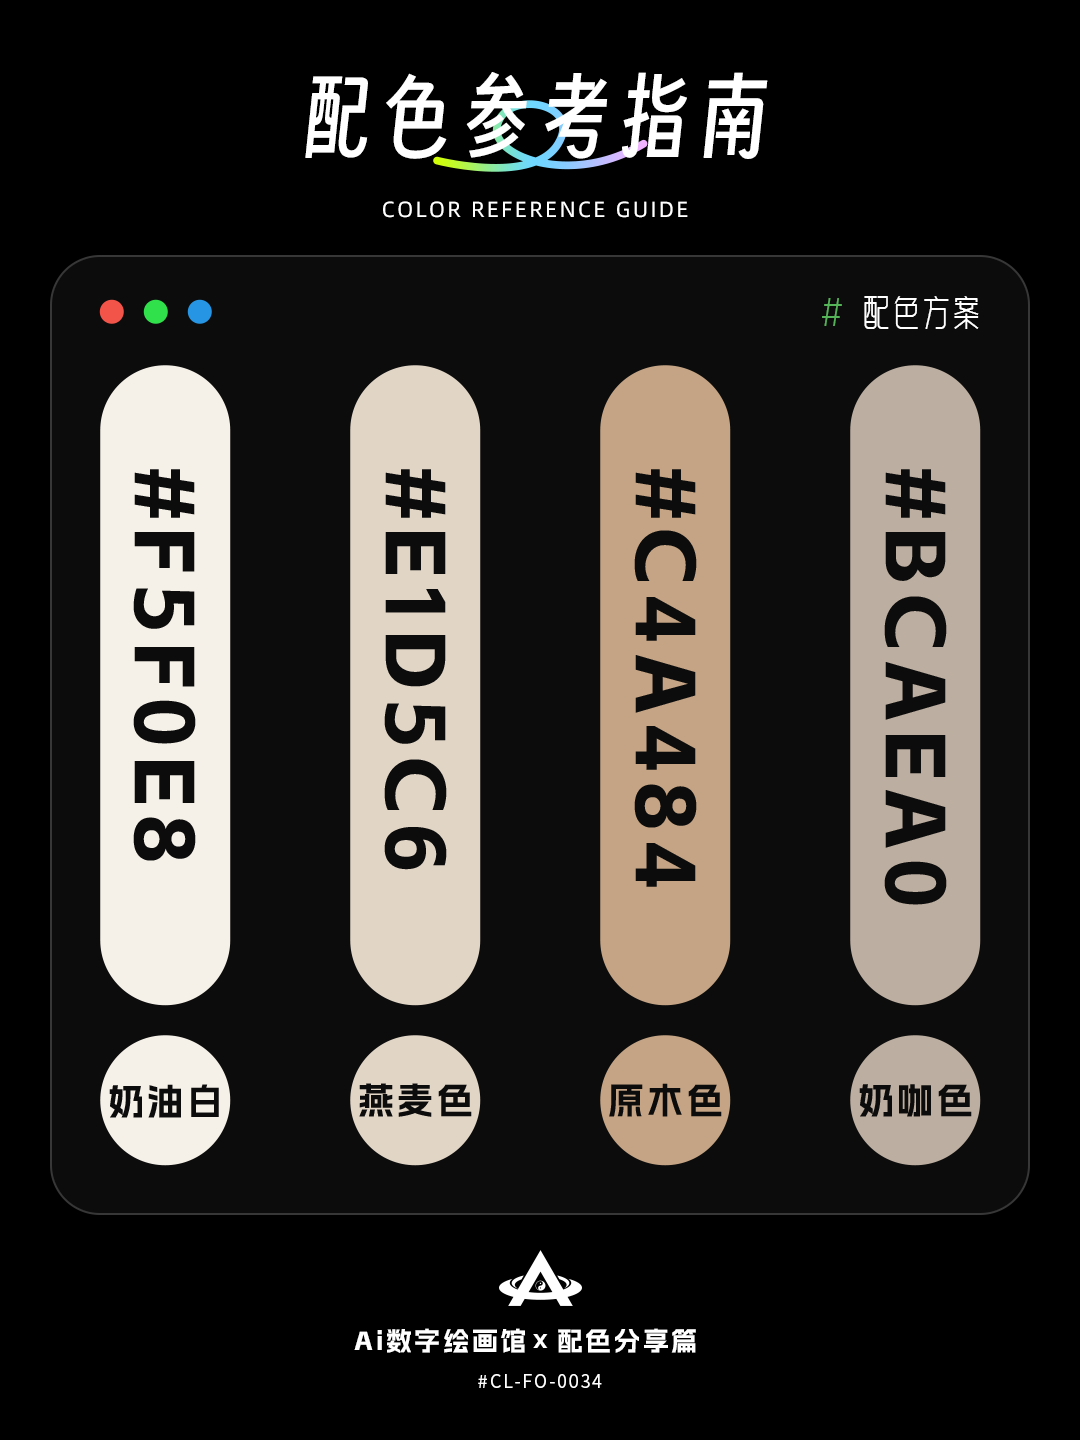 配色参考指南
COLOR REFERENCE GUIDE
# 配色方案
#F5F0E8
#E1D5C6
#C4A484
#BCAEA0
奶油白
燕麦色
原木色
奶咖色
Ai数字绘画馆 x 配色分享篇
#CL-FO-0034